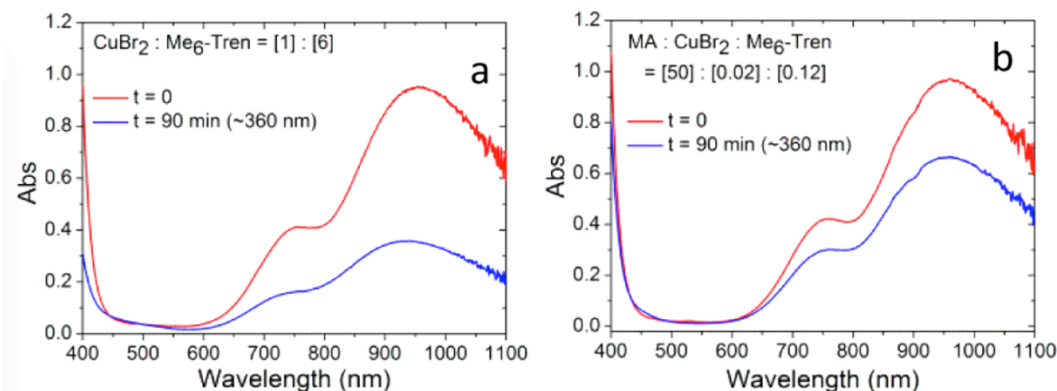 CuBr₂ : Me₆-Tren = [1] : [6]
a
t = 0
t = 90 min (~360 nm)
Abs
1.2
1.0
0.8
0.6
0.4
0.2
0.0
400 500 600 700 800 900 1000 1100
Wavelength (nm)
MA : CuBr₂ : Me₆-Tren
= [50] : [0.02] : [0.12]
b
t = 0
t = 90 min (~360 nm)
Abs
1.2
1.0
0.8
0.6
0.4
0.2
0.0
400 500 600 700 800 900 1000 1100
Wavelength (nm)